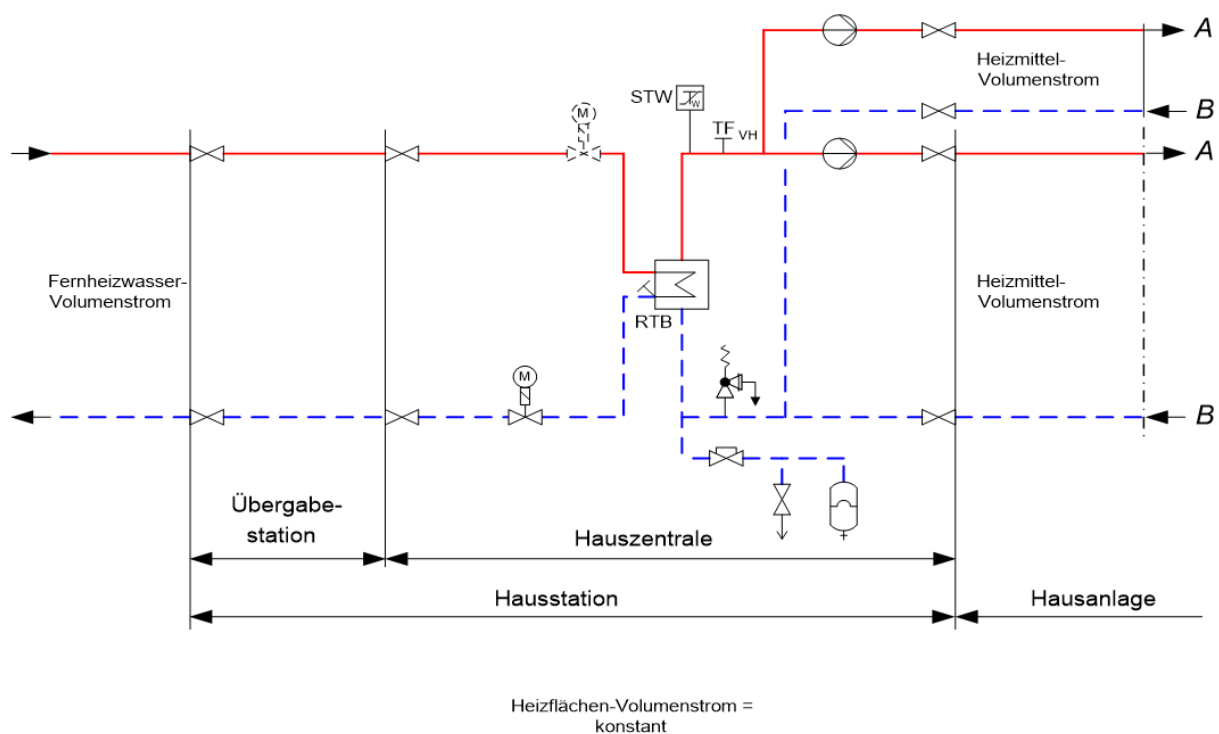 A
Heizmittel-
Volumenstrom
M
STW
W
B
TF VH
A
Fernheizwasser-
Volumenstrom
Heizmittel-
Volumenstrom
RTB
M
B
Übergabe-
station
Hauszentrale
Hausstation
Hausanlage
Heizflächen-Volumenstrom =
konstant